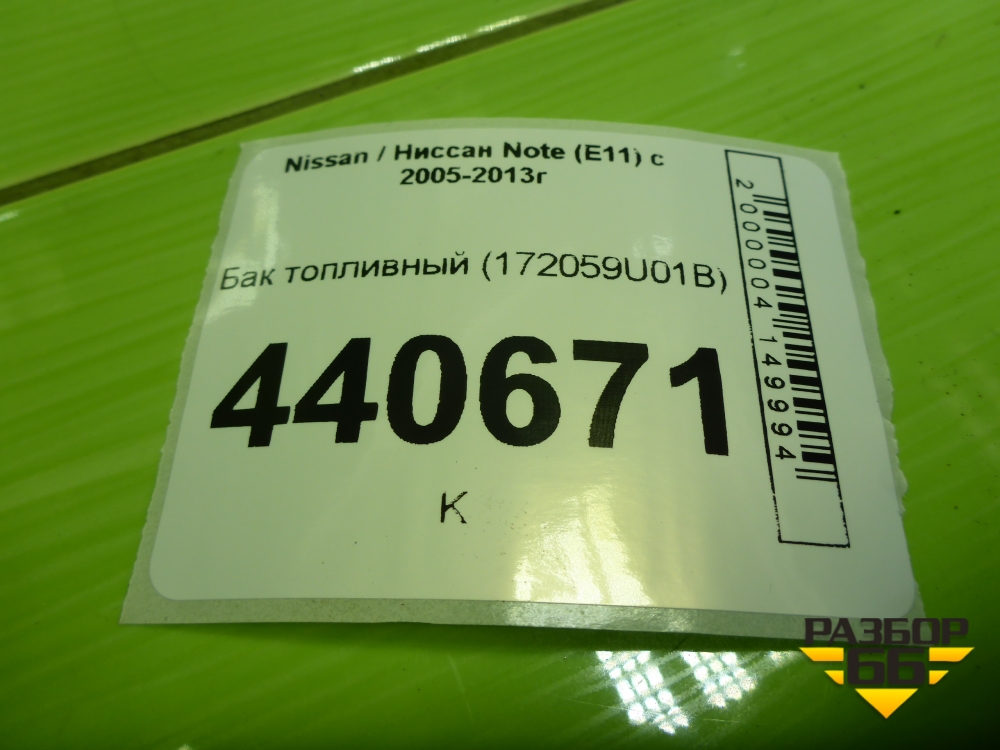 Nissan / Ниссан Note (E11) с
2005-2013г
Бак топливный (172059U01B)
440671
К
2000004149994
РАЗБОР
66